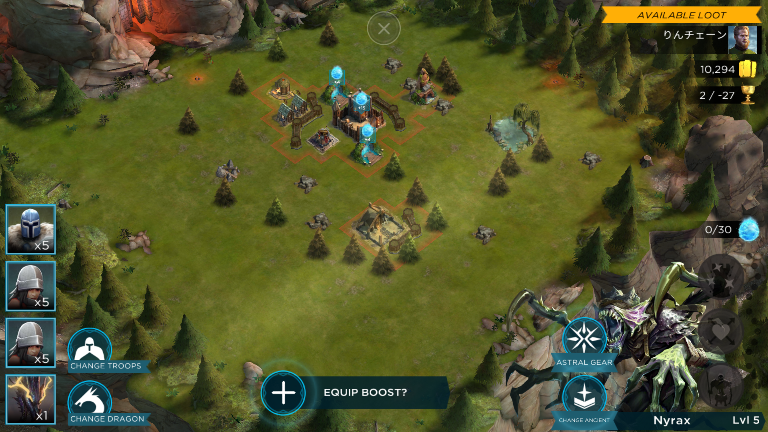 AVAILABLE LOOT
りんチェーン
10,294
2 / -27
0/30
x5
x5
x5
x1
CHANGE TROOPS
CHANGE DRAGON
EQUIP BOOST?
ASTRAL GEAR
CHANGE ANCIENT
Nyrax Lvl 5